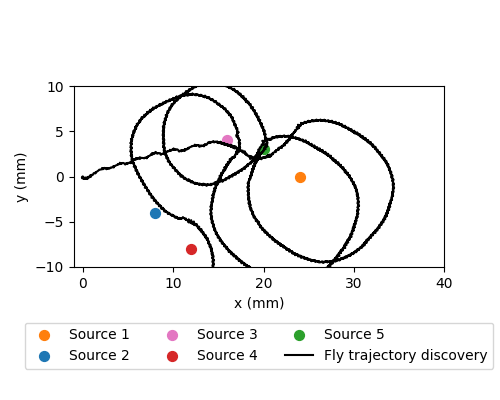 10
5
0
−5
−10
y (mm)
0 10 20 30 40
x (mm)
Source 1 Source 3 Source 5
Source 2 Source 4 Fly trajectory discovery